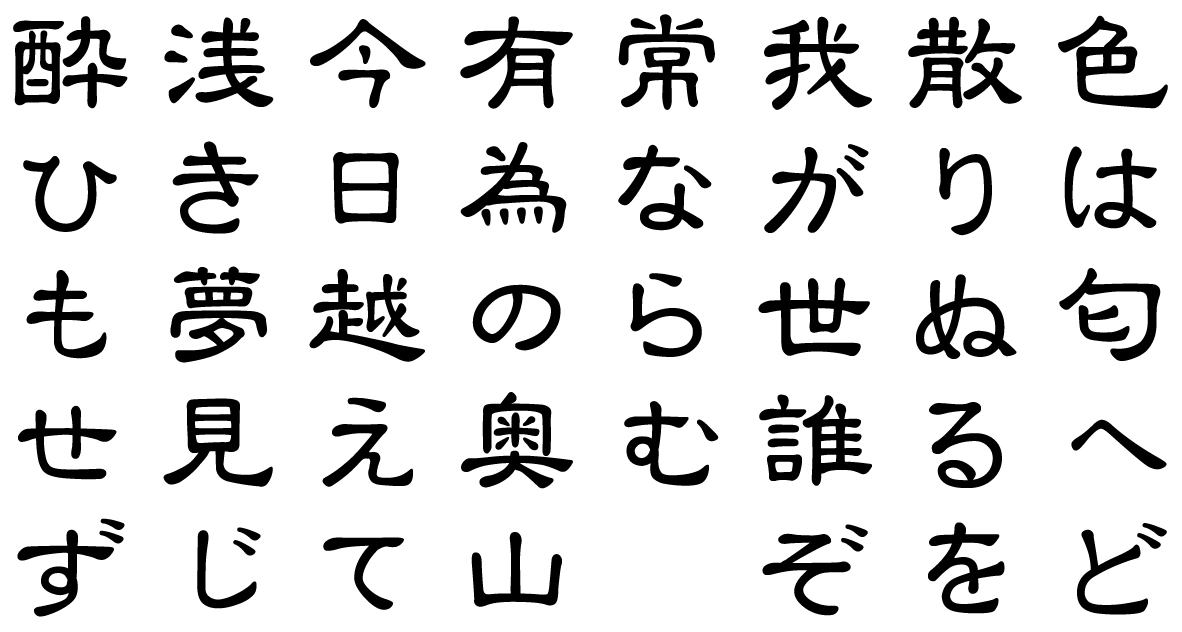 色は匂へど
散りぬるを
我が世誰ぞ
常ならむ
有為の奥山
今日越えて
浅き夢見じ
酔ひもせず